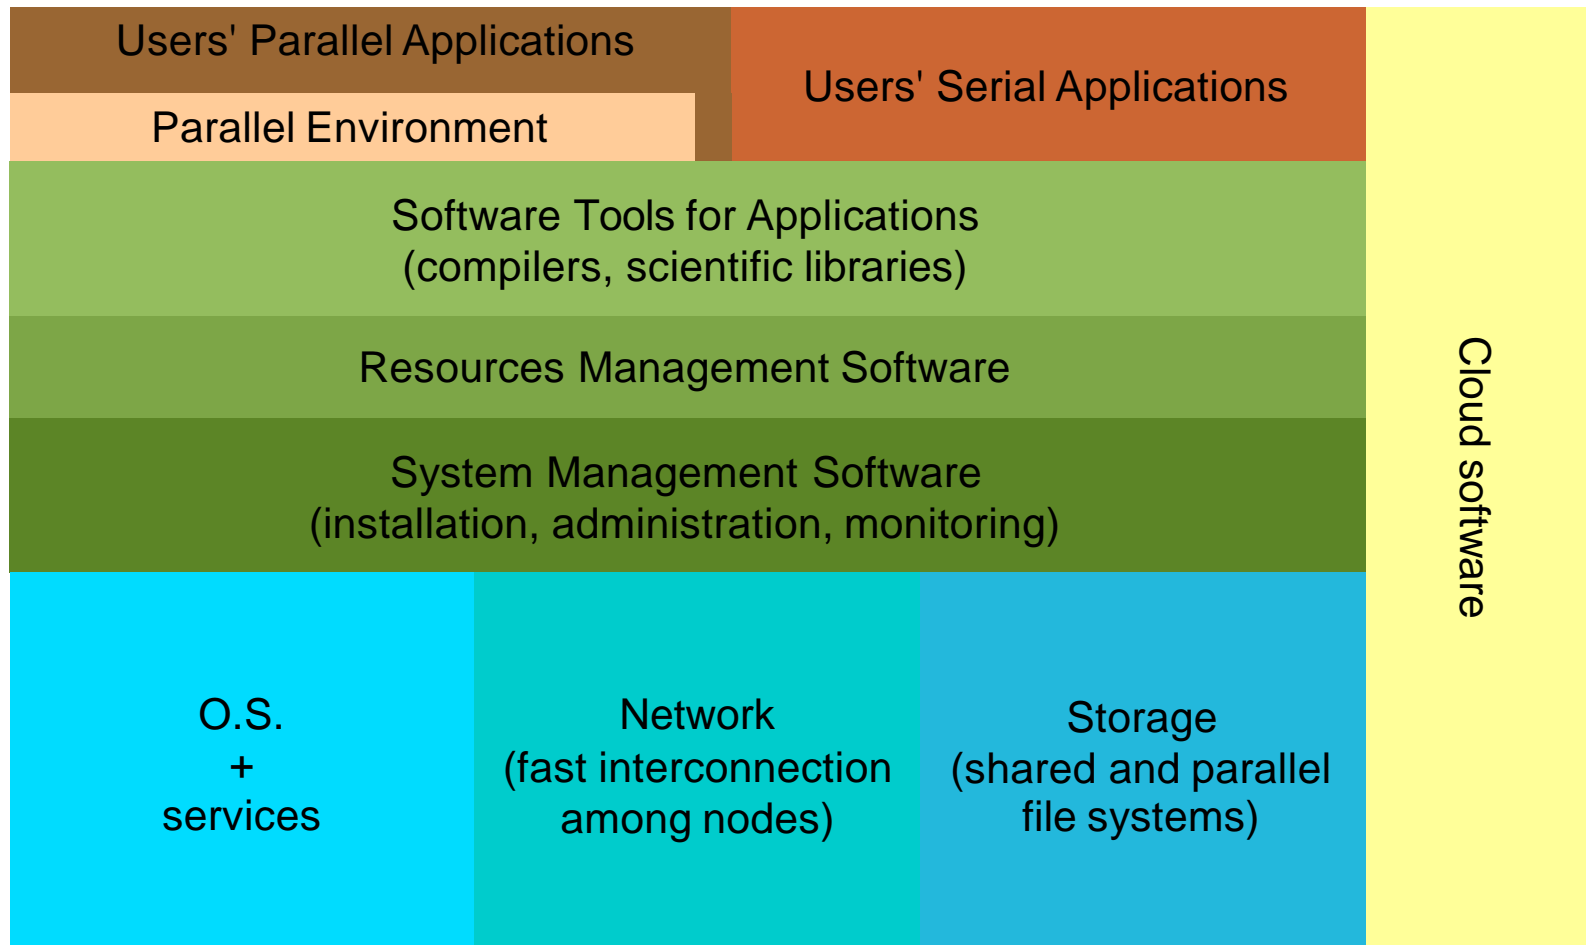 Users' Parallel Applications
Users' Serial Applications
Parallel Environment
Software Tools for Applications
(compilers, scientific libraries)
Resources Management Software
System Management Software
(installation, administration, monitoring)
O.S.
+
services
Network
(fast interconnection
among nodes)
Storage
(shared and parallel
file systems)
Cloud software